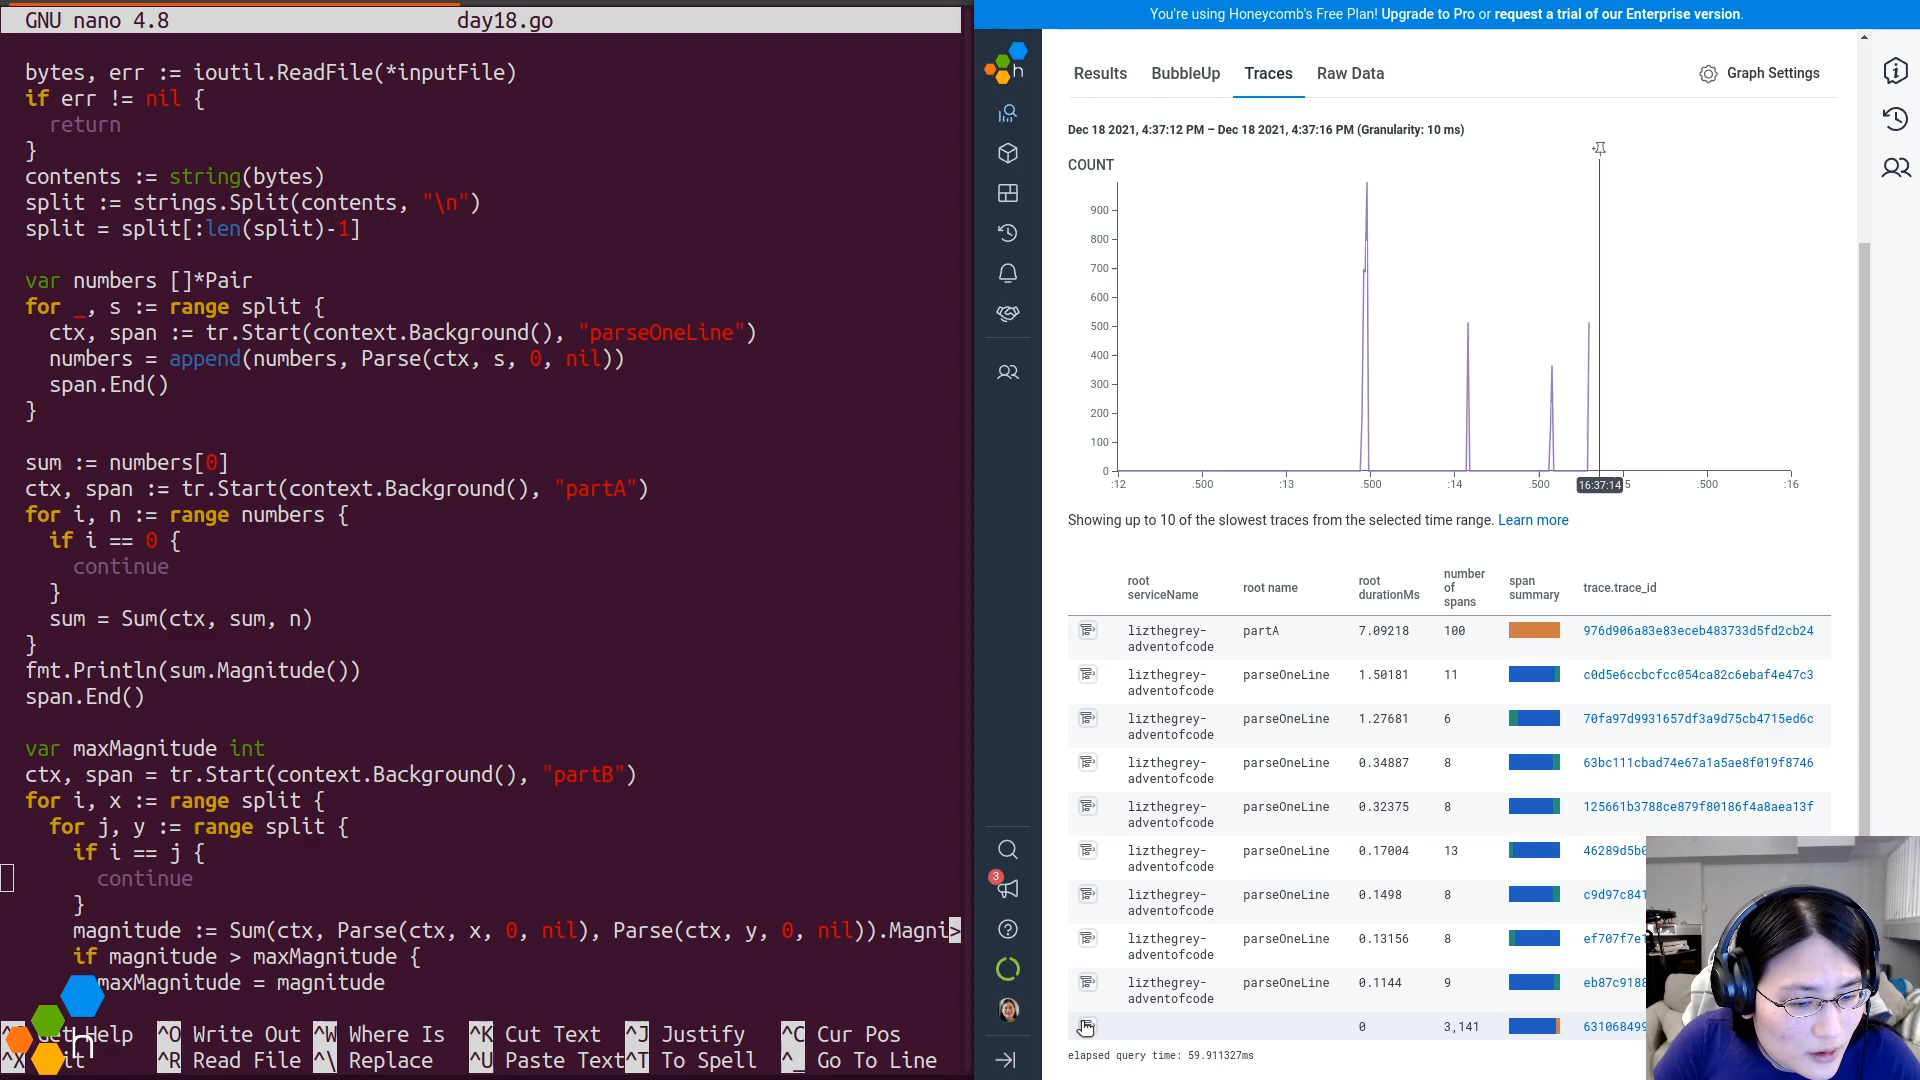 GNU nano 4.8 day18.go
bytes, err := ioutil.ReadFile(*inputFile)
if err != nil {
return
}
contents := string(bytes)
split := strings.Split(contents, "\n")
split = split[:len(split)-1]
var numbers []*Pair
for _, s := range split {
ctx, span := tr.Start(context.Background(), "parseOneLine")
numbers = append(numbers, Parse(ctx, s, 0, nil))
span.End()
}
sum := numbers[0]
ctx, span := tr.Start(context.Background(), "partA")
for i, n := range numbers {
if i == 0 {
continue
}
sum = Sum(ctx, sum, n)
}
fmt.Println(sum.Magnitude())
span.End()
var maxMagnitude int
ctx, span = tr.Start(context.Background(), "partB")
for i, x := range split {
for j, y := range split {
if i == j {
continue
}
magnitude := Sum(ctx, Parse(ctx, x, 0, nil), Parse(ctx, y, 0, nil)).Magni>
if magnitude > maxMagnitude {
maxMagnitude = magnitude
Help ^O Write Out ^W Where Is ^K Cut Text ^J Justify ^C Cur Pos
^X ^R Read File ^\ Replace ^U Paste Text ^T To Spell ^_ Go To Line
h
You're using Honeycomb's Free Plan! Upgrade to Pro or request a trial of our Enterprise version.
h
3
Results BubbleUp Traces Raw Data Graph Settings
Dec 18 2021, 4:37:12 PM – Dec 18 2021, 4:37:16 PM (Granularity: 10 ms)
COUNT
900
800
700
600
500
400
300
200
100
0
:12 .500 :13 .500 :14 .500 16:37:14 5 .500 :16
Showing up to 10 of the slowest traces from the selected time range. Learn more
root serviceName root name root durationMs number of spans span summary trace.trace_id
lizthegrey-adventofcode partA 7.09218 100 976d906a83e83eceb483733d5fd2cb24
lizthegrey-adventofcode parseOneLine 1.50181 11 c0d5e6ccbcfcc054ca82c6ebaf4e47c3
lizthegrey-adventofcode parseOneLine 1.27681 6 70fa97d9931657df3a9d75cb4715ed6c
lizthegrey-adventofcode parseOneLine 0.34887 8 63bc111cbad74e67a1a5ae8f019f8746
lizthegrey-adventofcode parseOneLine 0.32375 8 125661b3788ce879f80186f4a8aea13f
lizthegrey-adventofcode parseOneLine 0.17004 13 46289d5b
lizthegrey-adventofcode parseOneLine 0.1498 8 c9d97c841
lizthegrey-adventofcode parseOneLine 0.13156 8 ef707f7e
lizthegrey-adventofcode parseOneLine 0.1144 9 eb87c9188
0 3,141 631068499
elapsed query time: 59.911327ms